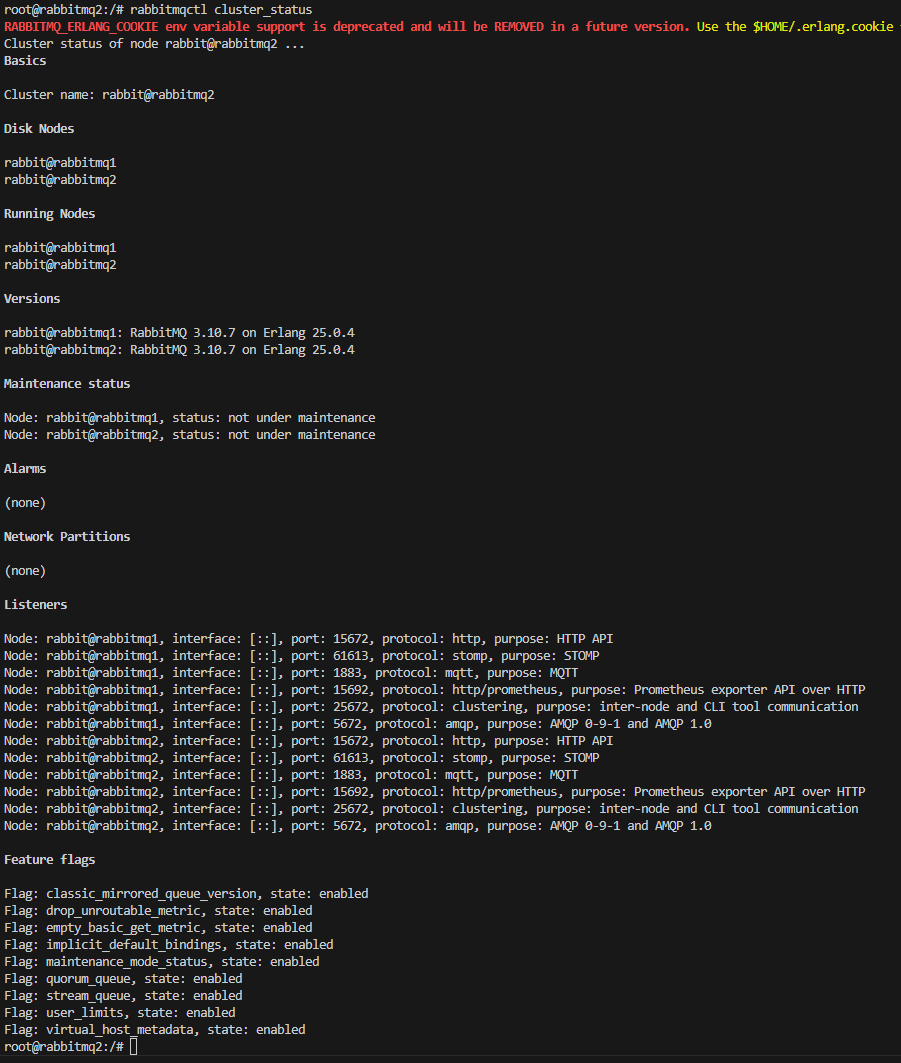 root@rabbitmq2:/# rabbitmqctl cluster_status
RABBITMQ_ERLANG_COOKIE env variable support is deprecated and will be REMOVED in a future version. Use the $HOME/.erlang.cookie
Cluster status of node rabbit@rabbitmq2 ...
Basics
Cluster name: rabbit@rabbitmq2
Disk Nodes
rabbit@rabbitmq1
rabbit@rabbitmq2
Running Nodes
rabbit@rabbitmq1
rabbit@rabbitmq2
Versions
rabbit@rabbitmq1: RabbitMQ 3.10.7 on Erlang 25.0.4
rabbit@rabbitmq2: RabbitMQ 3.10.7 on Erlang 25.0.4
Maintenance status
Node: rabbit@rabbitmq1, status: not under maintenance
Node: rabbit@rabbitmq2, status: not under maintenance
Alarms
(none)
Network Partitions
(none)
Listeners
Node: rabbit@rabbitmq1, interface: [::], port: 15672, protocol: http, purpose: HTTP API
Node: rabbit@rabbitmq1, interface: [::], port: 61613, protocol: stomp, purpose: STOMP
Node: rabbit@rabbitmq1, interface: [::], port: 1883, protocol: mqtt, purpose: MQTT
Node: rabbit@rabbitmq1, interface: [::], port: 15692, protocol: http/prometheus, purpose: Prometheus exporter API over HTTP
Node: rabbit@rabbitmq1, interface: [::], port: 25672, protocol: clustering, purpose: inter-node and CLI tool communication
Node: rabbit@rabbitmq1, interface: [::], port: 5672, protocol: amqp, purpose: AMQP 0-9-1 and AMQP 1.0
Node: rabbit@rabbitmq2, interface: [::], port: 15672, protocol: http, purpose: HTTP API
Node: rabbit@rabbitmq2, interface: [::], port: 61613, protocol: stomp, purpose: STOMP
Node: rabbit@rabbitmq2, interface: [::], port: 1883, protocol: mqtt, purpose: MQTT
Node: rabbit@rabbitmq2, interface: [::], port: 15692, protocol: http/prometheus, purpose: Prometheus exporter API over HTTP
Node: rabbit@rabbitmq2, interface: [::], port: 25672, protocol: clustering, purpose: inter-node and CLI tool communication
Node: rabbit@rabbitmq2, interface: [::], port: 5672, protocol: amqp, purpose: AMQP 0-9-1 and AMQP 1.0
Feature flags
Flag: classic_mirrored_queue_version, state: enabled
Flag: drop_unroutable_metric, state: enabled
Flag: empty_basic_get_metric, state: enabled
Flag: implicit_default_bindings, state: enabled
Flag: maintenance_mode_status, state: enabled
Flag: quorum_queue, state: enabled
Flag: stream_queue, state: enabled
Flag: user_limits, state: enabled
Flag: virtual_host_metadata, state: enabled
root@rabbitmq2:/#